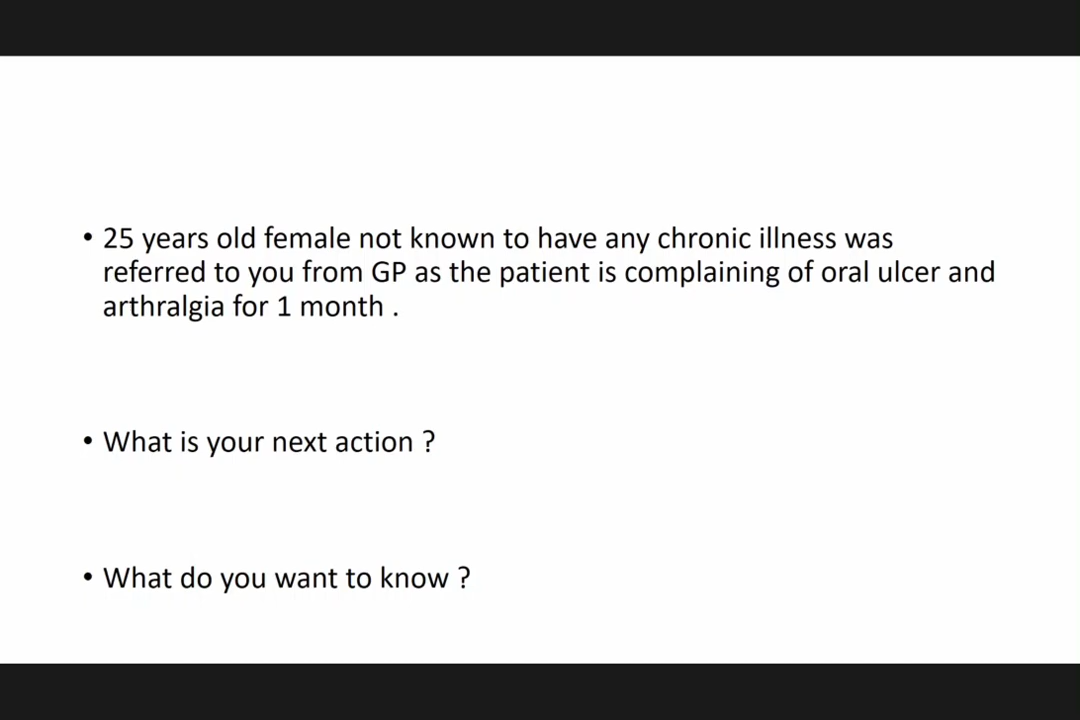 • 25 years old female not known to have any chronic illness was
referred to you from GP as the patient is complaining of oral ulcer and
arthralgia for 1 month .
• What is your next action ?
• What do you want to know ?